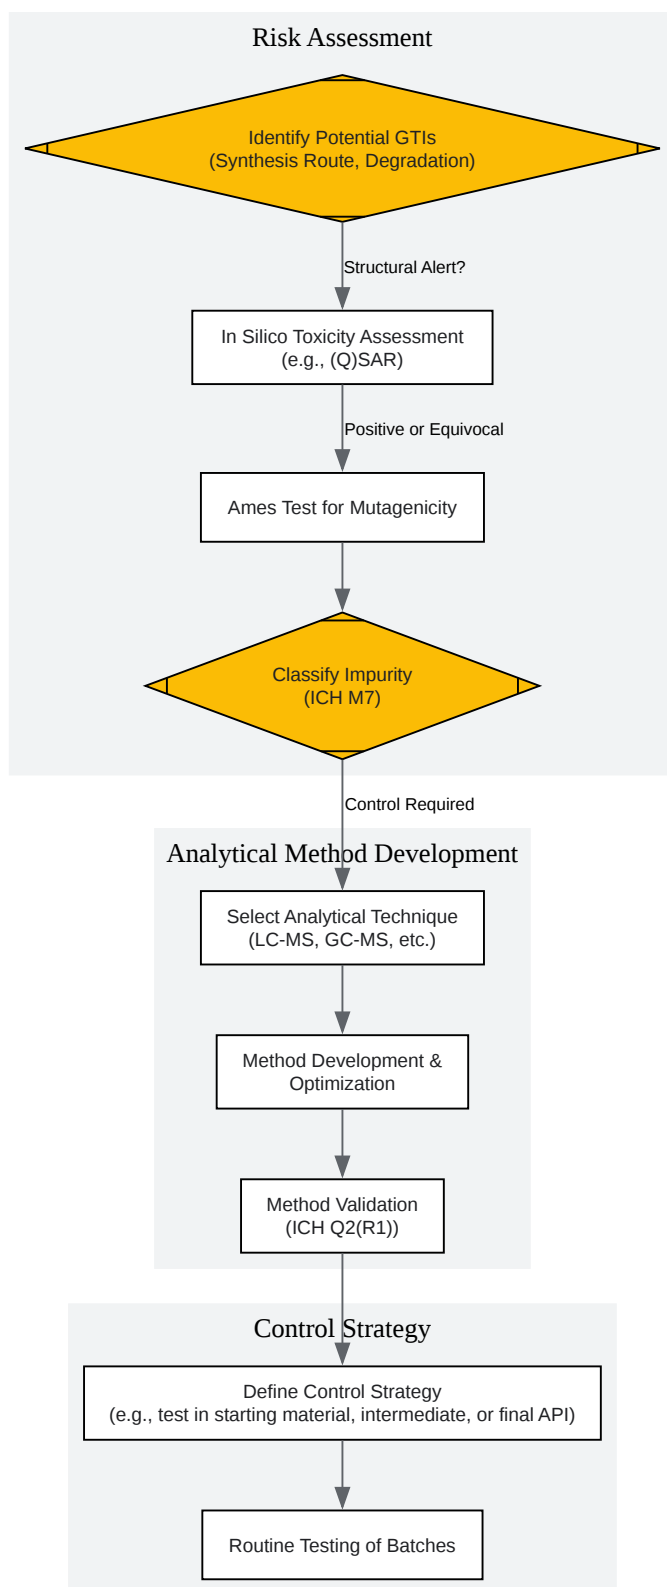 Risk Assessment
Identify Potential GTIs
(Synthesis Route, Degradation)
Structural Alert?
In Silico Toxicity Assessment
(e.g., (Q)SAR)
Positive or Equivocal
Ames Test for Mutagenicity
Classify Impurity
(ICH M7)
Control Required
Analytical Method Development
Select Analytical Technique
(LC-MS, GC-MS, etc.)
Method Development &
Optimization
Method Validation
(ICH Q2(R1))
Control Strategy
Define Control Strategy
(e.g., test in starting material, intermediate, or final API)
Routine Testing of Batches